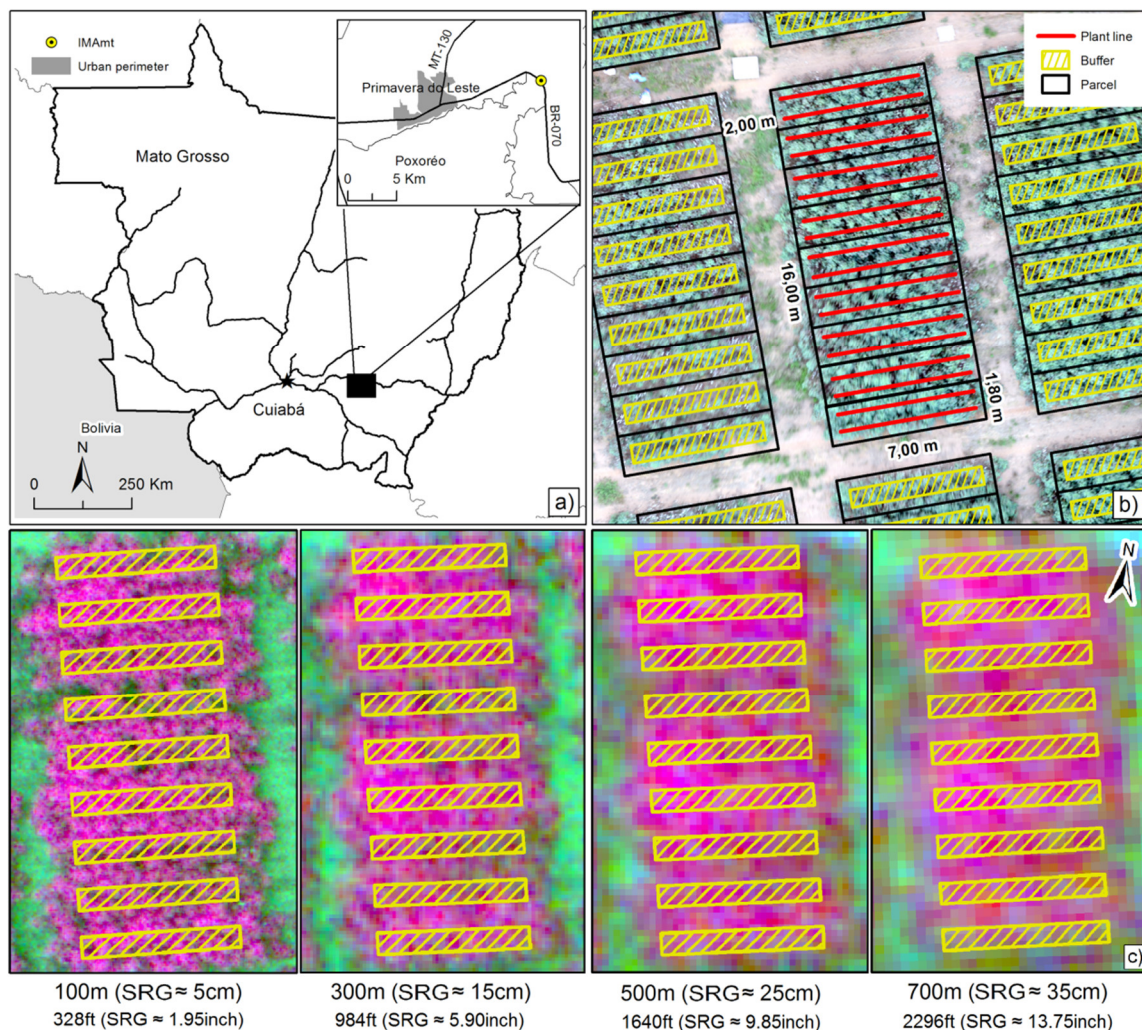 IMAmt
Urban perimeter
Mato Grosso
MT-130
Primavera do Leste
BR-070
Poxoréo
0 5 Km
Cuiabá
Bolivia
N
0 250 Km
a)
Plant line
Buffer
Parcel
2,00 m
16,00 m
1,80 m
7,00 m
b)
N
c)
100m (SRG ≈ 5cm)
328ft (SRG ≈ 1.95inch)
300m (SRG ≈ 15cm)
984ft (SRG ≈ 5.90inch)
500m (SRG ≈ 25cm)
1640ft (SRG ≈ 9.85inch)
700m (SRG ≈ 35cm)
2296ft (SRG ≈ 13.75inch)